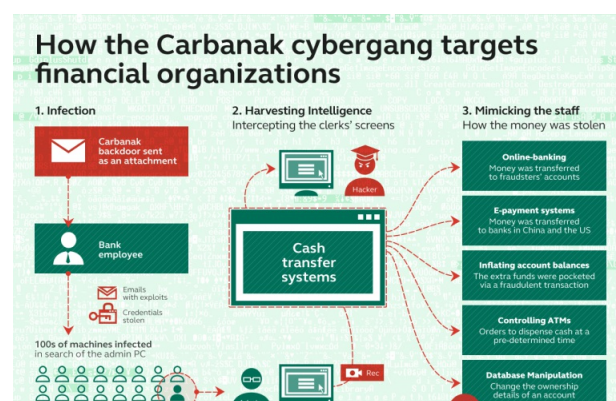 How the Carbanak cybergang targets
financial organizations
1. Infection
Carbanak
backdoor sent
as an attachment
Bank
employee
Emails
with exploits
Credentials
stolen
100s of machines infected
in search of the admin PC
2. Harvesting Intelligence
Intercepting the clerks' screens
Hacker
Cash
transfer
systems
Rec
3. Mimicking the staff
How the money was stolen
Online-banking
Money was transferred
to fraudsters' accounts
E-payment systems
Money was transferred
to banks in China and the US
Inflating account balances
The extra funds were pocketed
via a fraudulent transaction
Controlling ATMs
Orders to dispense cash at a
pre-determined time
Database Manipulation
Change the ownership
details of an account